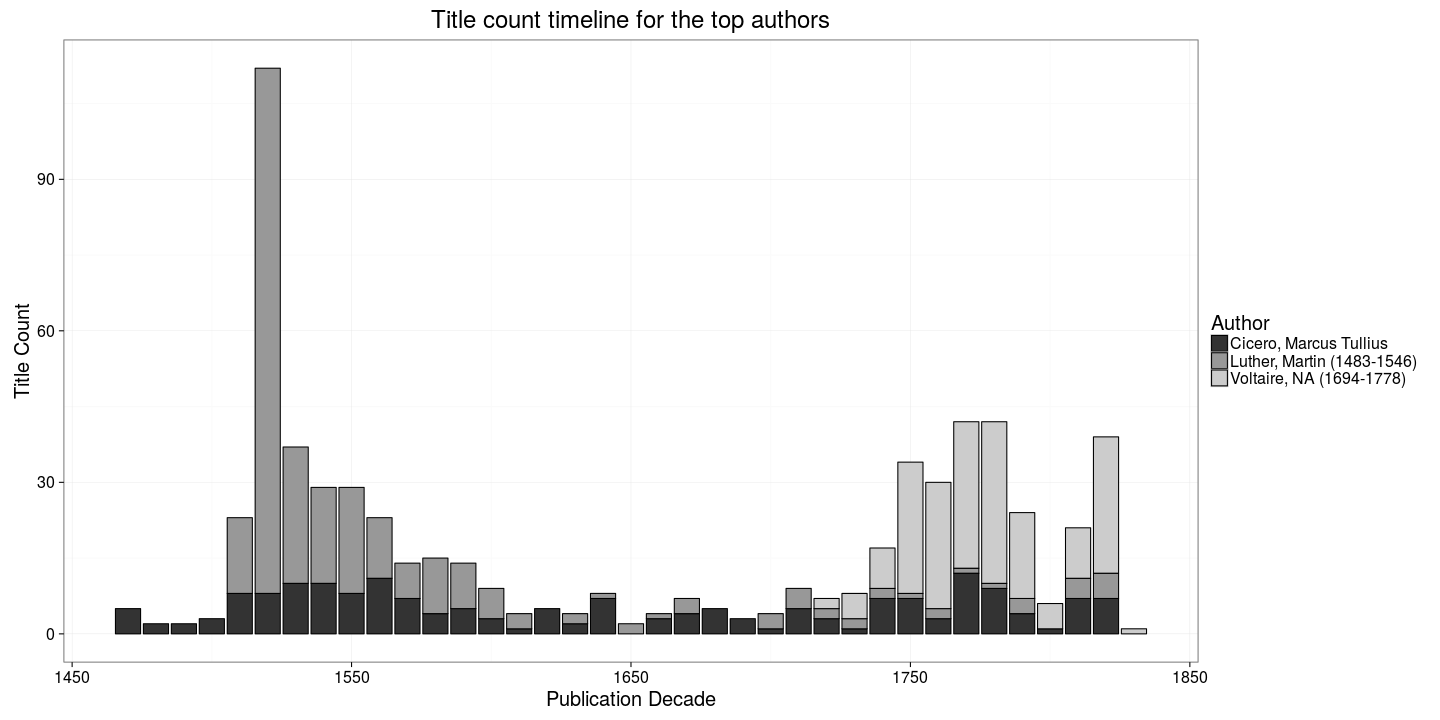 Title count timeline for the top authors
Title Count
90
60
30
0
1450
1550
1650
1750
1850
Publication Decade
Author
Cicero, Marcus Tullius
Luther, Martin (1483-1546)
Voltaire, NA (1694-1778)